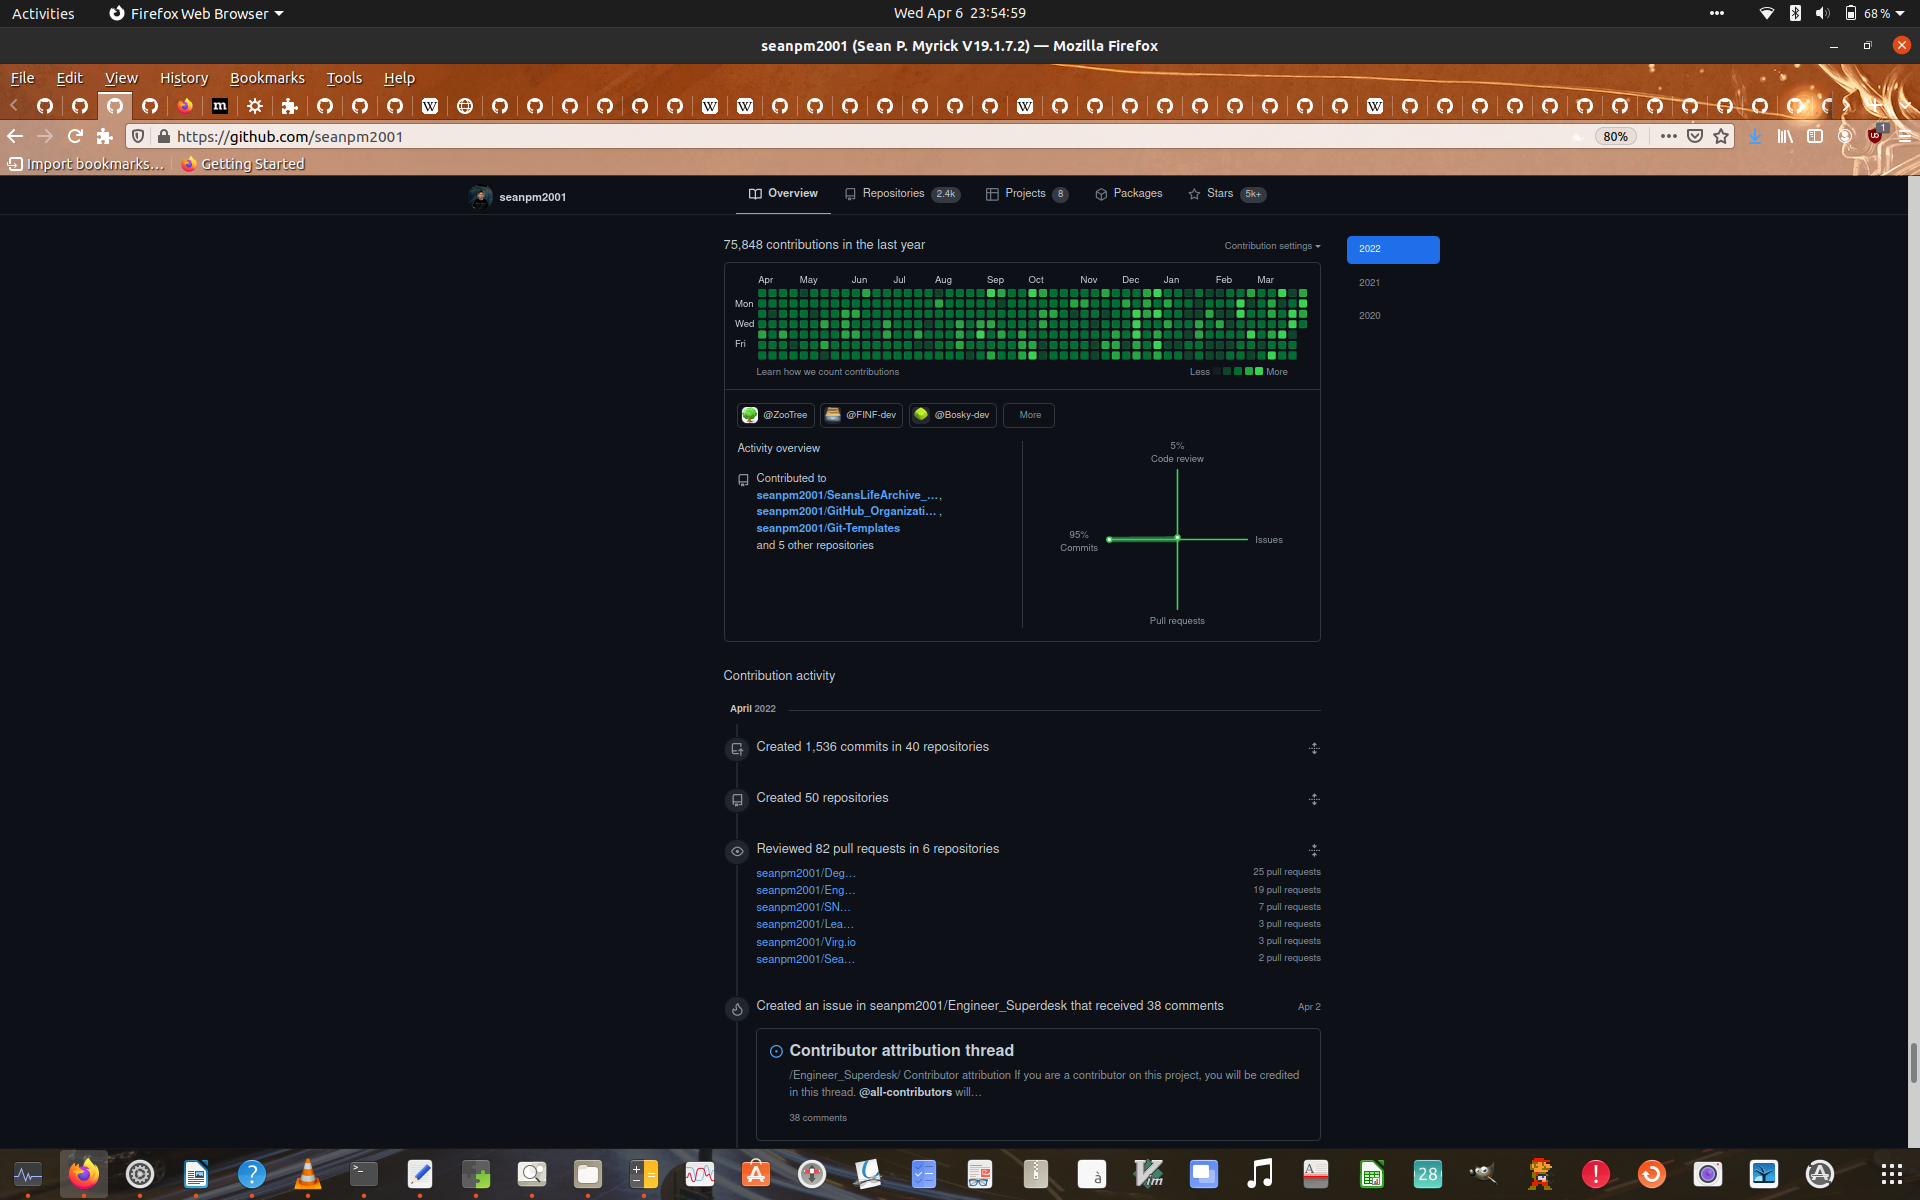 Activities
Firefox Web Browser
Wed Apr 6 23:54:59
68 %
seanpm2001 (Sean P. Myrick V19.1.7.2) — Mozilla Firefox
File Edit View History Bookmarks Tools Help
https://github.com/seanpm2001
80%
1
Import bookmarks…
Getting Started
seanpm2001
Overview
Repositories 2.4k
Projects 8
Packages
Stars 5k+
75,848 contributions in the last year
Contribution settings
2022
2021
2020
Apr May Jun Jul Aug Sep Oct Nov Dec Jan Feb Mar
Mon
Wed
Fri
Learn how we count contributions
Less More
@ZooTree
@FINF-dev
@Bosky-dev
More
Activity overview
Contributed to
seanpm2001/SeansLifeArchive_… ,
seanpm2001/GitHub_Organizati… ,
seanpm2001/Git-Templates
and 5 other repositories
5%
Code review
95%
Commits
Issues
Pull requests
Contribution activity
April 2022
Created 1,536 commits in 40 repositories
Created 50 repositories
Reviewed 82 pull requests in 6 repositories
seanpm2001/Deg… 25 pull requests
seanpm2001/Eng… 19 pull requests
seanpm2001/SN… 7 pull requests
seanpm2001/Lea… 3 pull requests
seanpm2001/Virg.io 3 pull requests
seanpm2001/Sea… 2 pull requests
Created an issue in seanpm2001/Engineer_Superdesk that received 38 comments
Apr 2
Contributor attribution thread
/Engineer_Superdesk/ Contributor attribution If you are a contributor on this project, you will be credited
in this thread. @all-contributors will…
38 comments
28